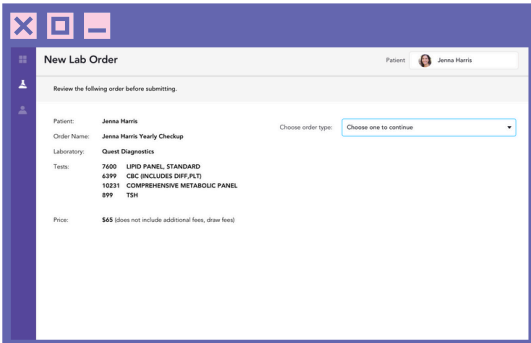 New Lab Order
Patient Jenna Harris
Review the follwing order before submitting.
Patient: Jenna Harris
Choose order type: Choose one to continue
Order Name: Jenna Harris Yearly Checkup
Laboratory: Quest Diagnostics
Tests: 7600 LIPID PANEL, STANDARD
6399 CBC (INCLUDES DIFF,PLT)
10231 COMPREHENSIVE METABOLIC PANEL
899 TSH
Price: $65 (does not include additional fees, draw fees)